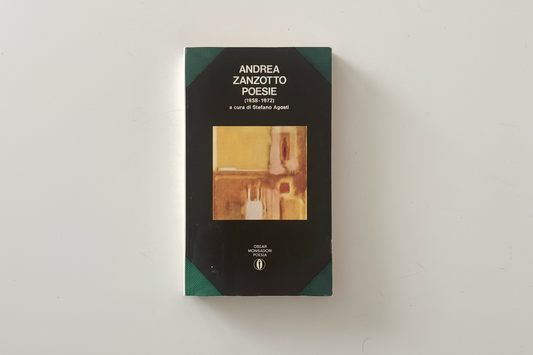 ANDREA
ZANZOTTO
POESIE
(1938-1972)
a cura di Stefano Agosti
OSCAR
MONDADORI
POESIA